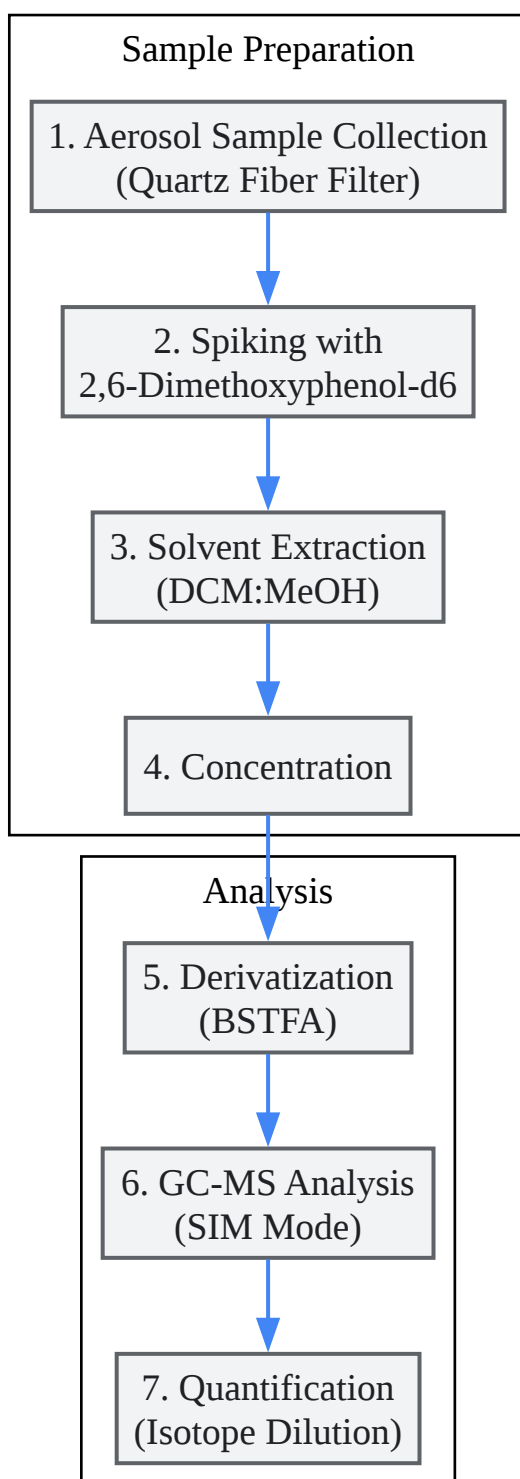 Sample Preparation
1. Aerosol Sample Collection
(Quartz Fiber Filter)
2. Spiking with
2,6-Dimethoxyphenol-d6
3. Solvent Extraction
(DCM:MeOH)
4. Concentration
Analysis
5. Derivatization
(BSTFA)
6. GC-MS Analysis
(SIM Mode)
7. Quantification
(Isotope Dilution)